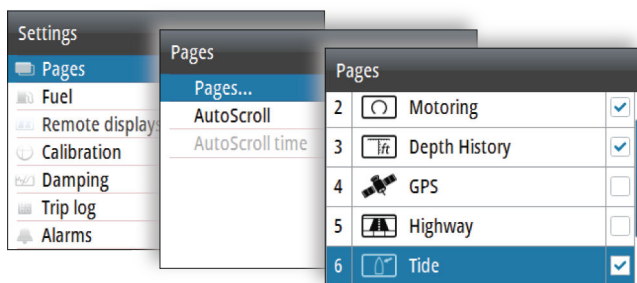 Settings
Pages
Fuel
Remote displays
Calibration
Damping
Trip log
Alarms
Pages
Pages...
AutoScroll
AutoScroll time
Pages
2 Motoring
3 ft Depth History
4 GPS
5 Highway
6 Tide